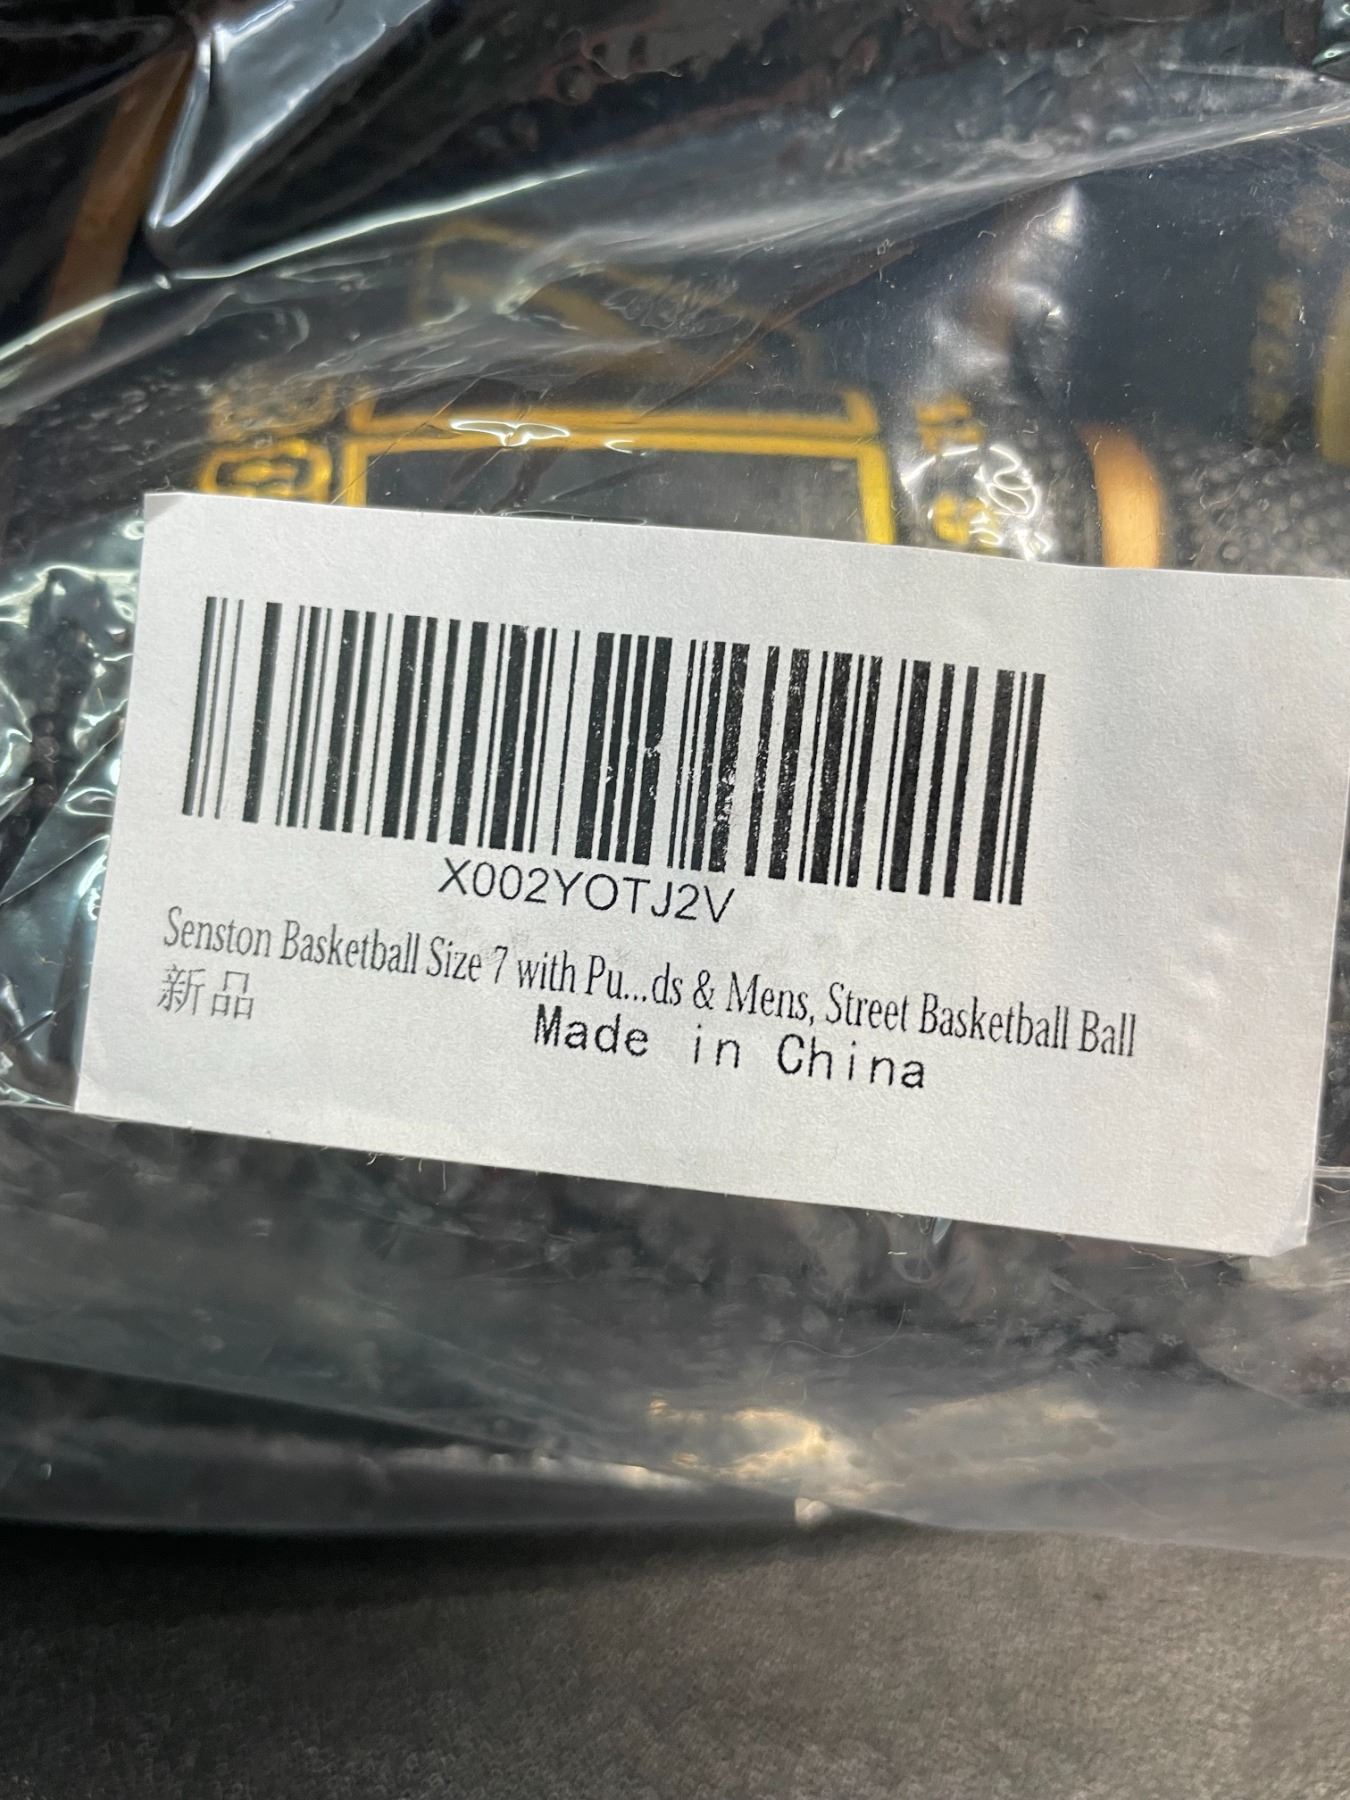 X002YOTJ2V
Senston Basketball Size 7 with Pu...ds & Mens, Street Basketball Ball
新品
Made in China